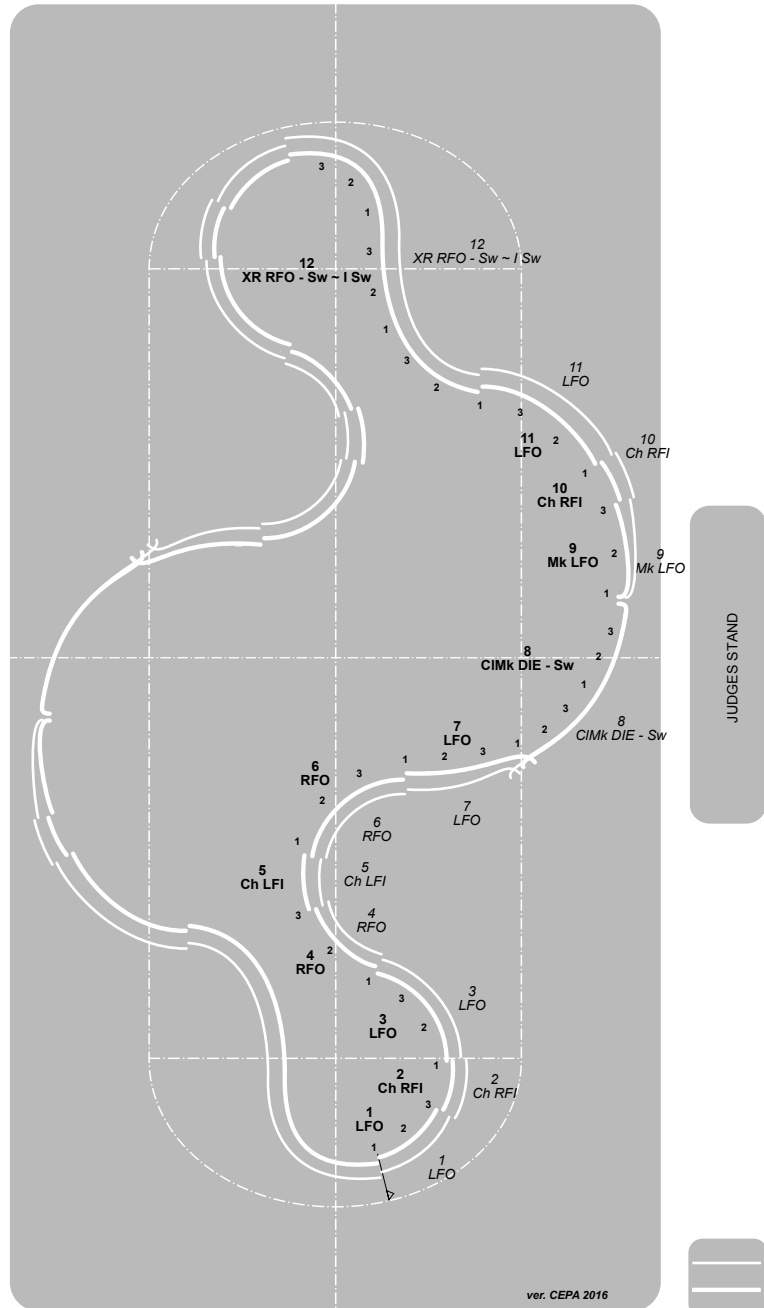 3
2
1
3
12
XR RFO - Sw ~ I Sw
12
XR RFO - Sw ~ I Sw
2
1
3
2
1
3
11
LFO
11
LFO
2
1
10
Ch RFI
10
Ch RFI
3
9
Mk LFO
2
9
Mk LFO
1
3
8
ClMk DIE - Sw
2
1
3
8
ClMk DIE - Sw
2
1
3
7
LFO
2
1
7
LFO
6
RFO
3
2
6
RFO
1
5
Ch LFI
5
Ch LFI
3
4
RFO
4
RFO
2
1
3
3
LFO
3
LFO
2
1
2
Ch RFI
2
Ch RFI
3
1
LFO
2
1
1
LFO
JUDGES STAND
ver. CEPA 2016